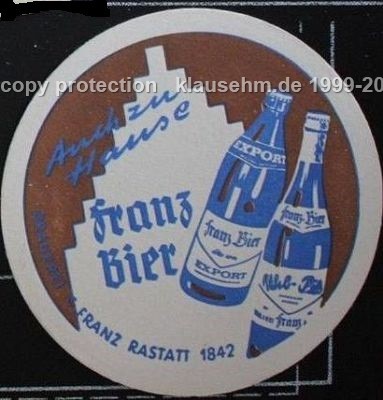 copy protection klausehm.de 1999-20
Auch zu
Hause
Franz
Bier
FRANZ RASTATT 1842
EXPORT
Franz-Bier
EXPORT
Franz-Bier
Franz